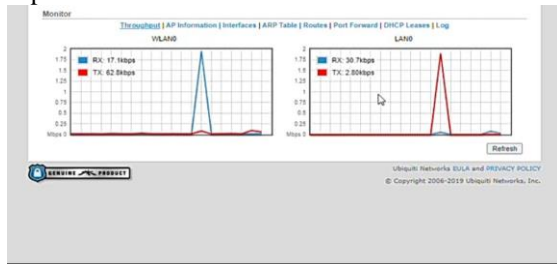 Monitor
Throughput | AP Information | Interfaces | ARP Table | Routes | Port Forward | DHCP Leases | Log
WLAN0
2
1.75
1.5
1.25
1
0.75
0.5
0.25
Mbps 0
RX: 17.1kbps
TX: 62.8kbps
LAN0
2
1.75
1.5
1.25
1
0.75
0.5
0.25
Mbps 0
RX: 30.7kbps
TX: 2.80kbps
Refresh
GENUINE PRODUCT
Ubiquiti Networks EULA and PRIVACY POLICY
© Copyright 2006-2019 Ubiquiti Networks, Inc.